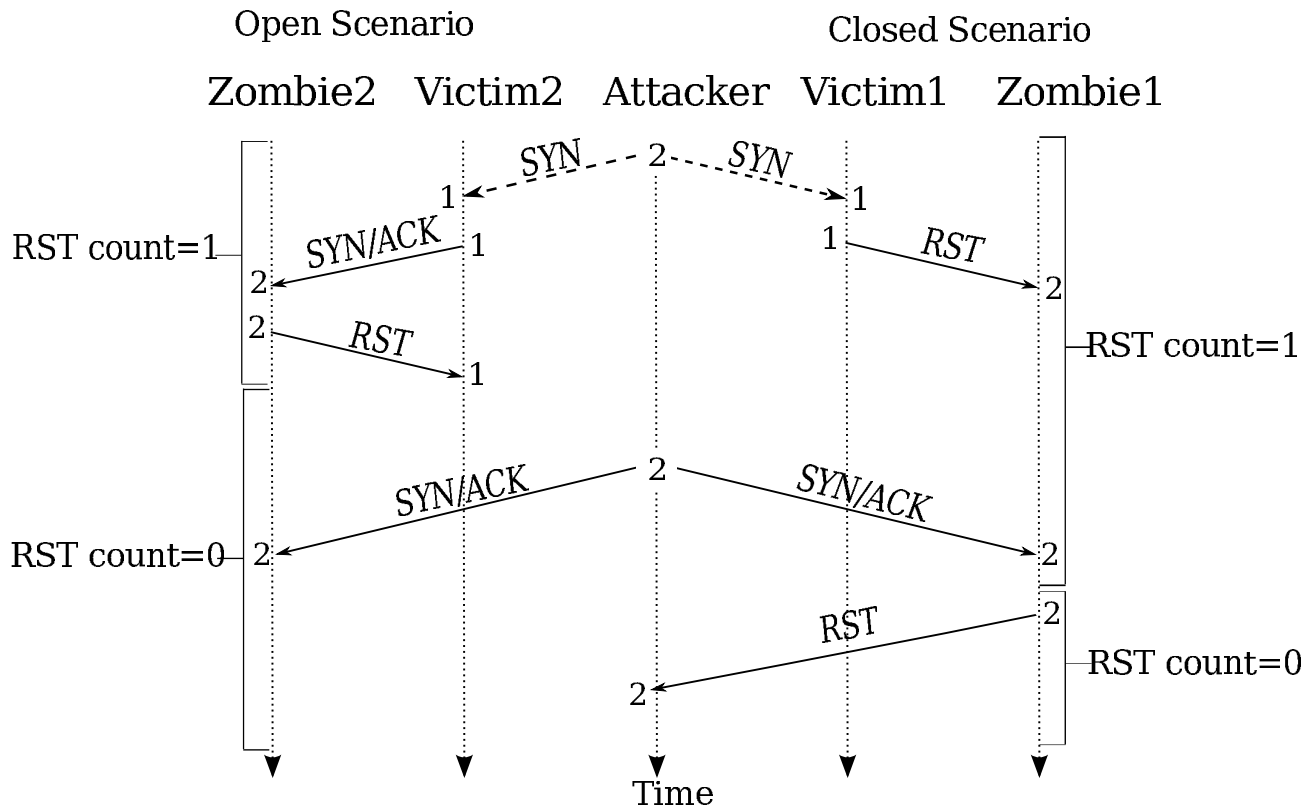 Open Scenario
Closed Scenario
Zombie2 Victim2 Attacker Victim1 Zombie1
SYN 2 SYN
1 1
RST count=1 SYN/ACK 1 1 RST
2 2
2 RST 1
RST count=1
SYN/ACK 2 SYN/ACK
RST count=0 2 2
RST 2
2 RST count=0
Time